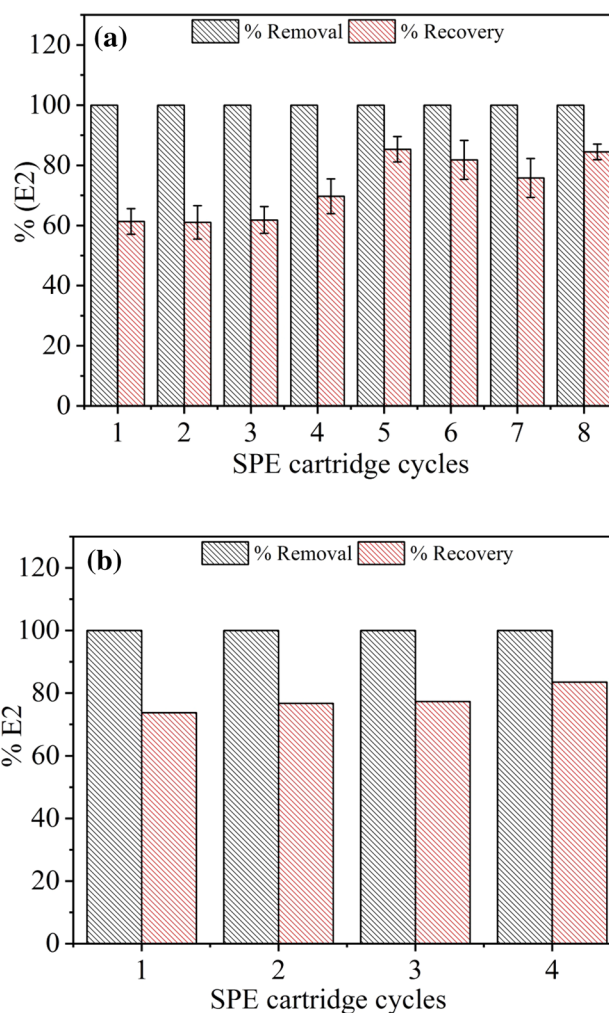 (a)
% Removal % Recovery
120
100
80
60
40
20
0
% (E2)
1 2 3 4 5 6 7 8
SPE cartridge cycles
(b)
% Removal % Recovery
120
100
80
60
40
20
0
% E2
1 2 3 4
SPE cartridge cycles